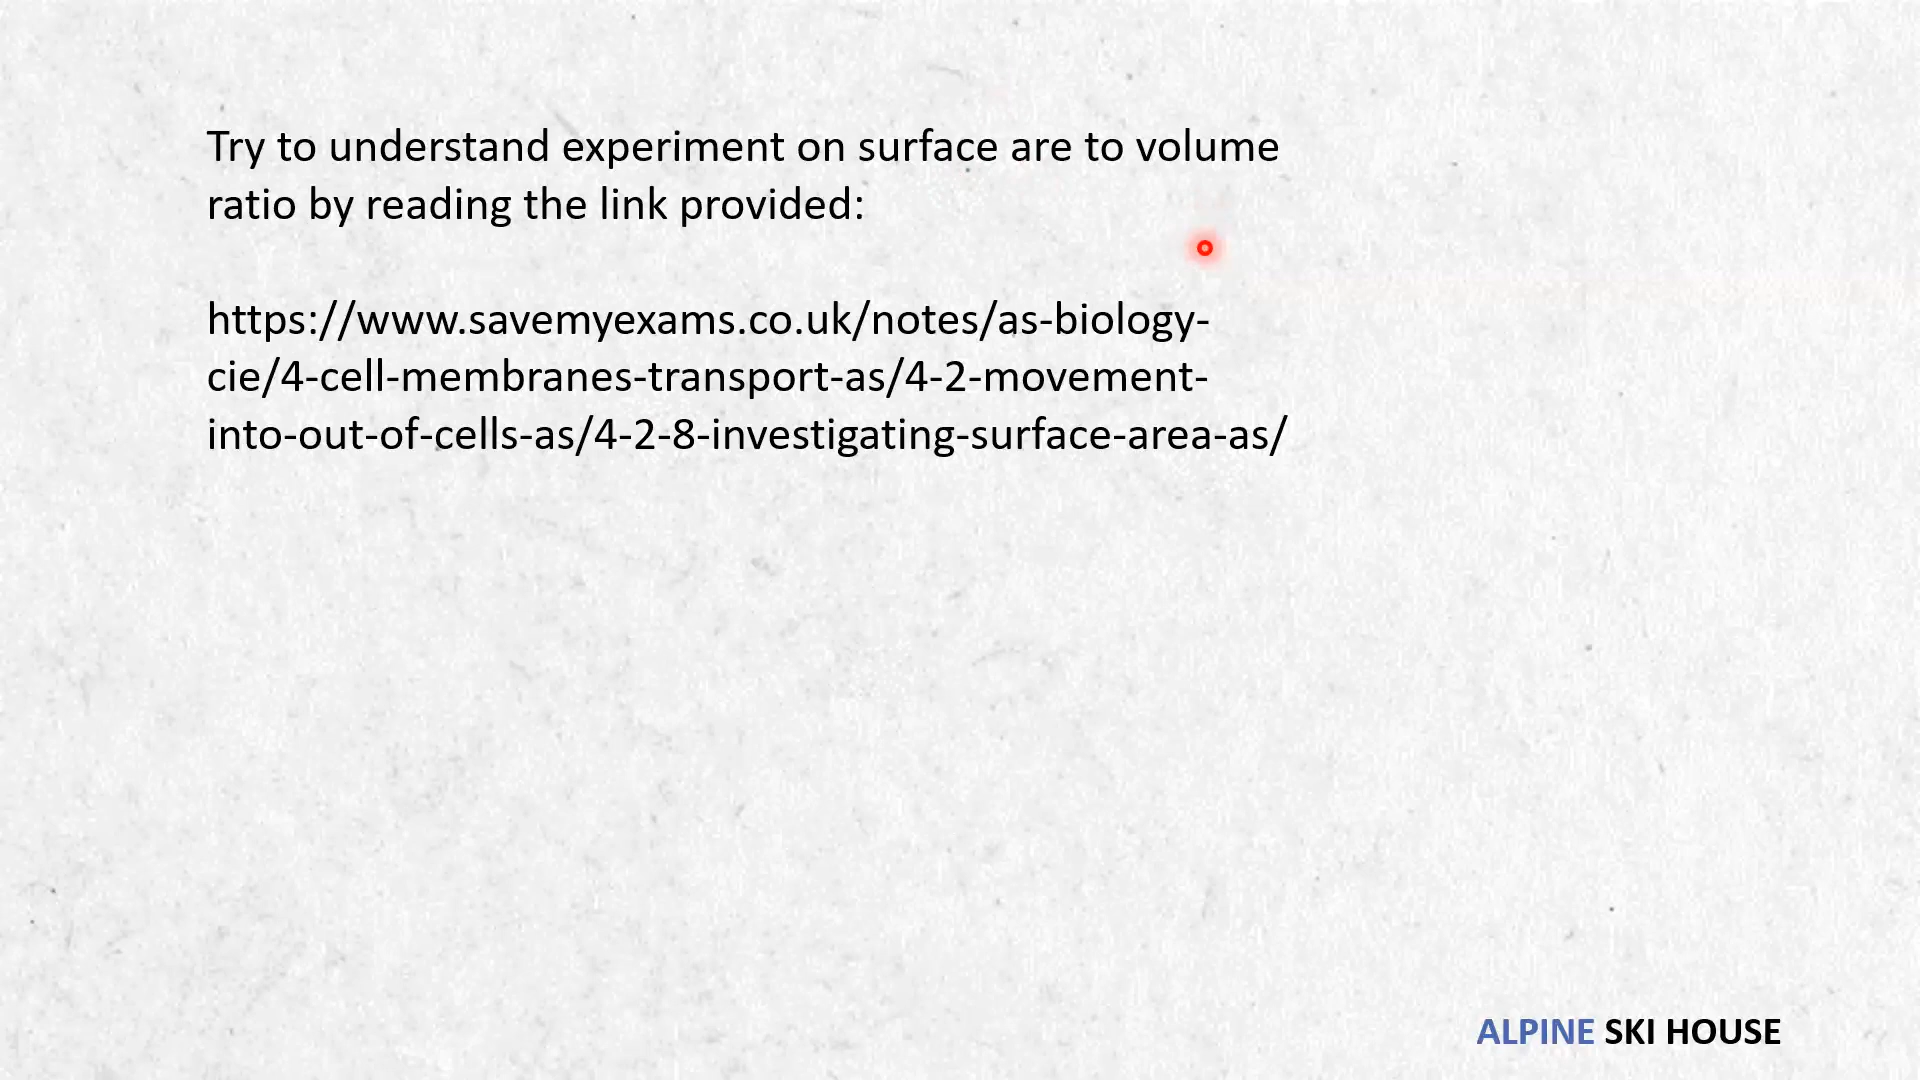 Try to understand experiment on surface are to volume
ratio by reading the link provided:
https://www.savemyexams.co.uk/notes/as-biology-
cie/4-cell-membranes-transport-as/4-2-movement-
into-out-of-cells-as/4-2-8-investigating-surface-area-as/
ALPINE SKI HOUSE